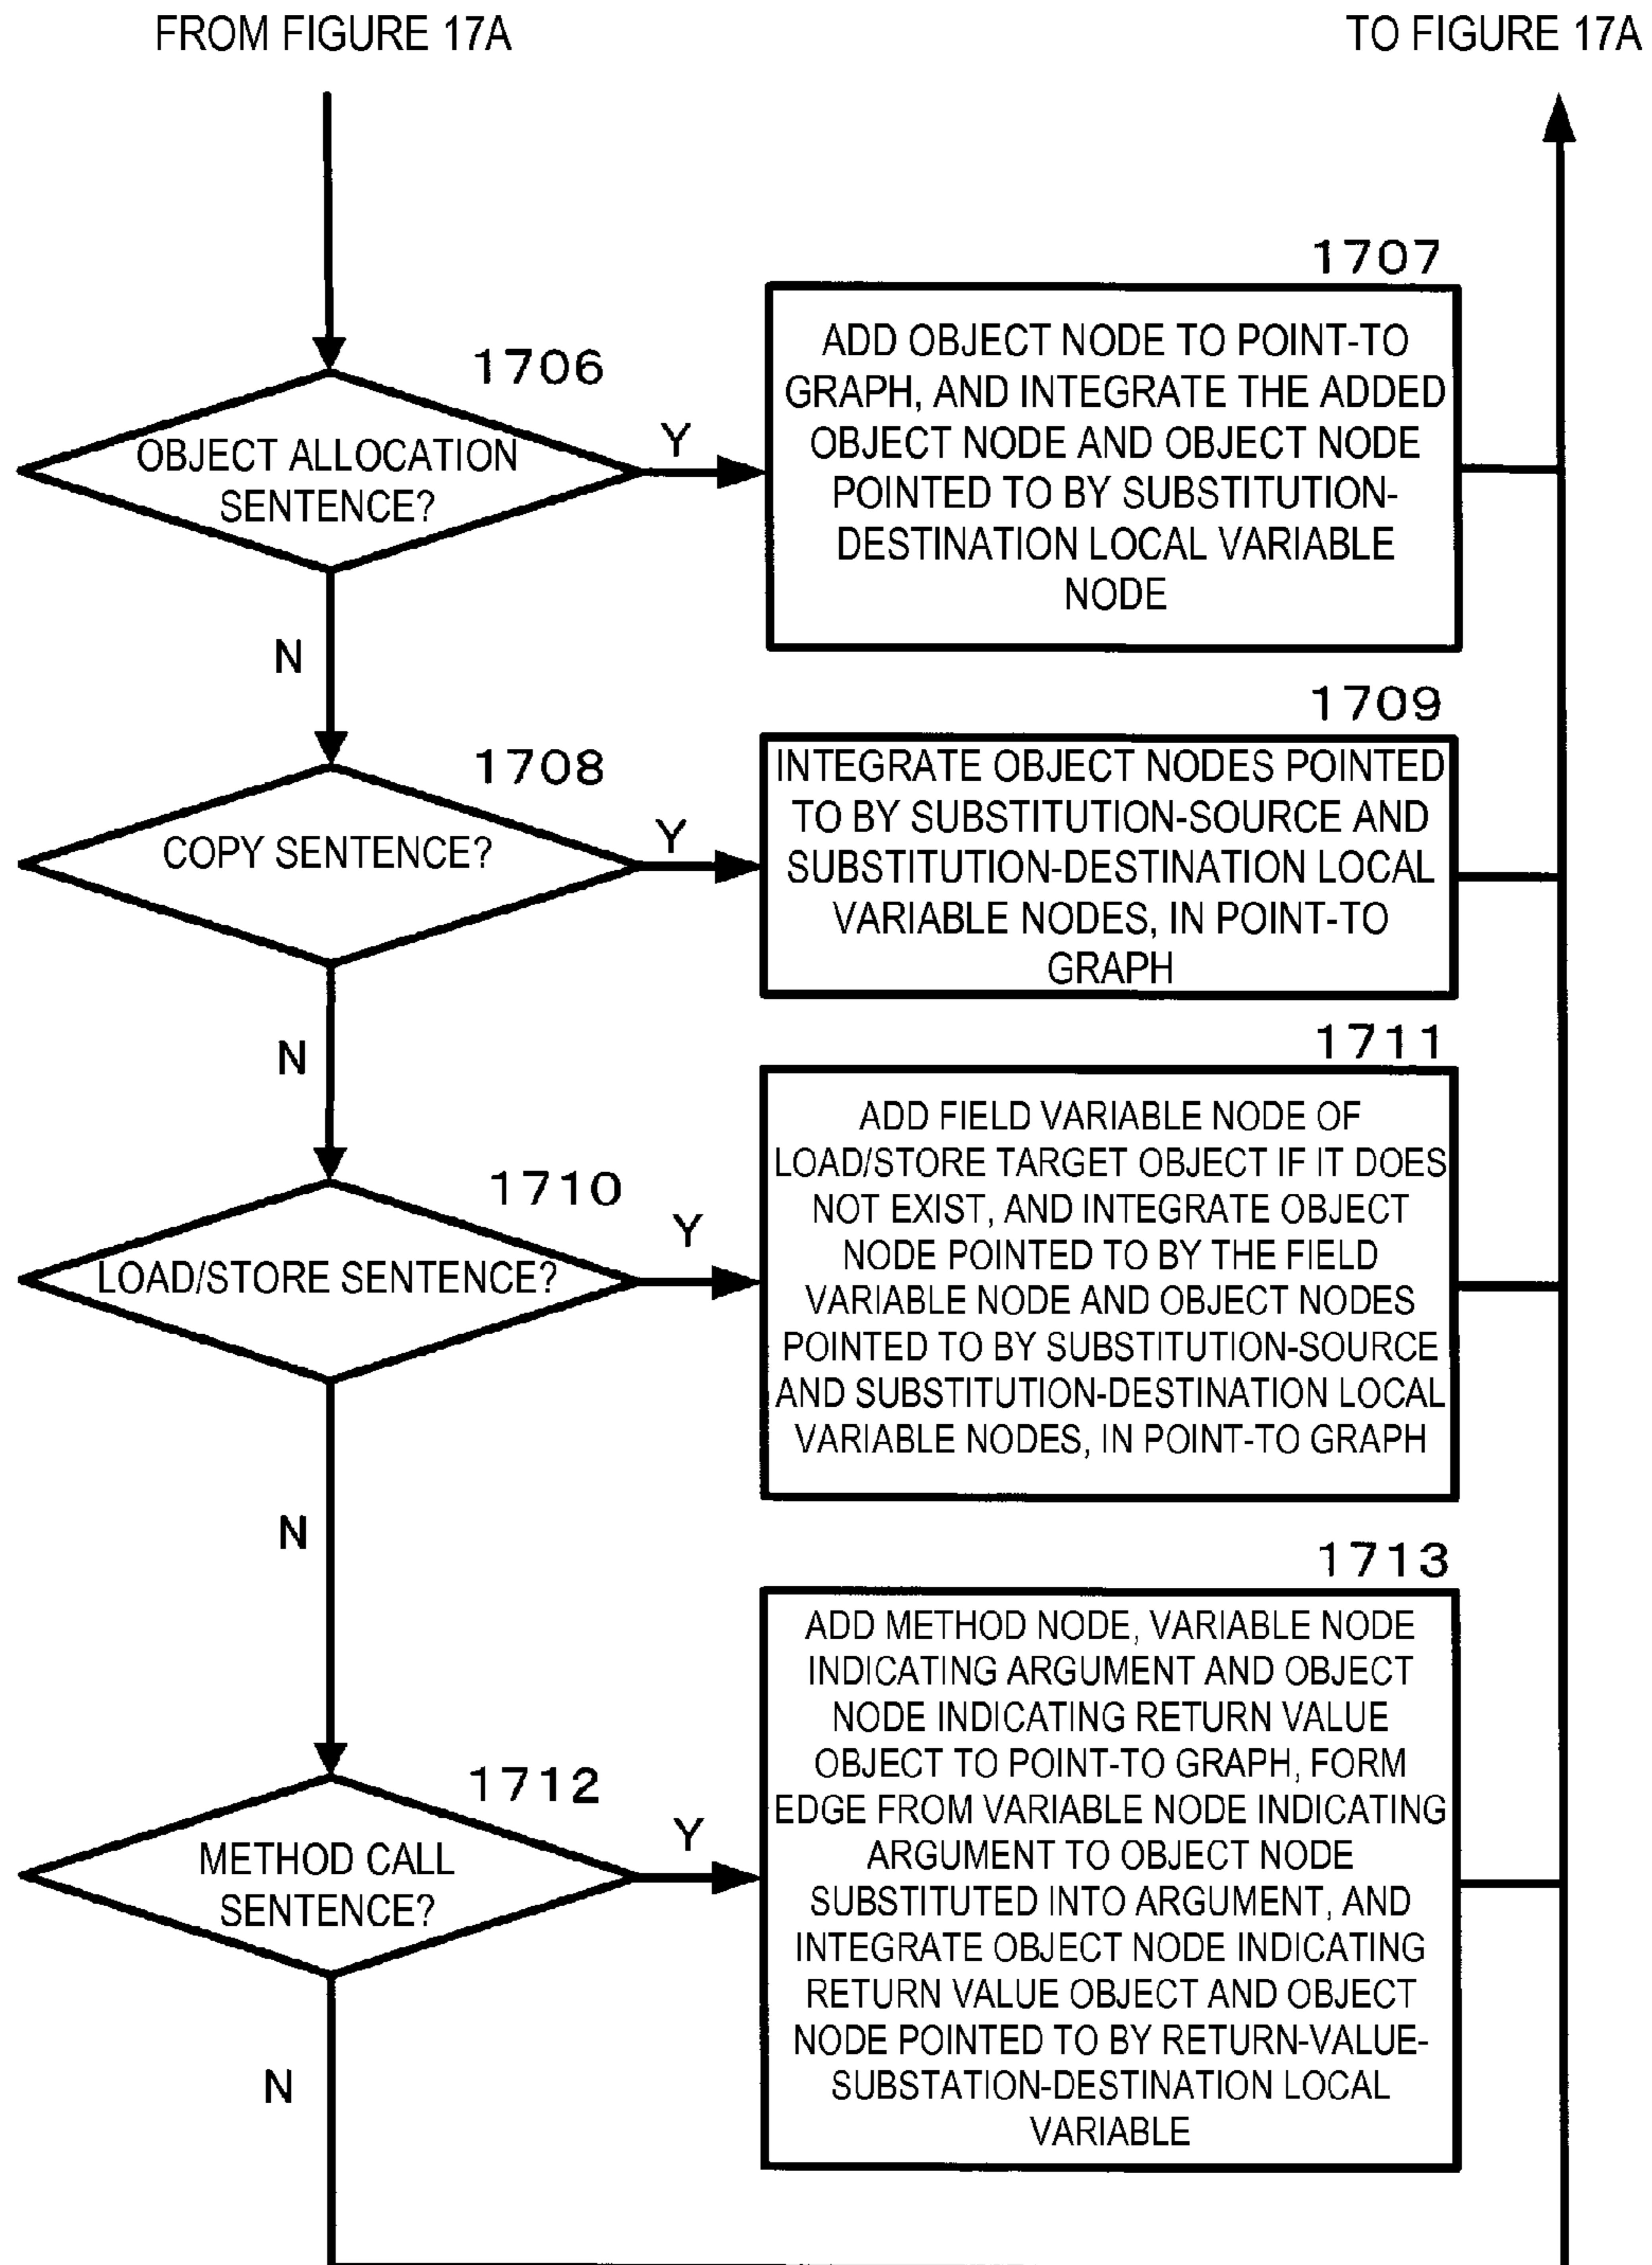 FROM FIGURE 17A
TO FIGURE 17A
1706
OBJECT ALLOCATION
SENTENCE?
Y
N
1707
ADD OBJECT NODE TO POINT-TO
GRAPH, AND INTEGRATE THE ADDED
OBJECT NODE AND OBJECT NODE
POINTED TO BY SUBSTITUTION-
DESTINATION LOCAL VARIABLE
NODE
1708
COPY SENTENCE?
Y
N
1709
INTEGRATE OBJECT NODES POINTED
TO BY SUBSTITUTION-SOURCE AND
SUBSTITUTION-DESTINATION LOCAL
VARIABLE NODES, IN POINT-TO
GRAPH
1710
LOAD/STORE SENTENCE?
Y
N
1711
ADD FIELD VARIABLE NODE OF
LOAD/STORE TARGET OBJECT IF IT DOES
NOT EXIST, AND INTEGRATE OBJECT
NODE POINTED TO BY THE FIELD
VARIABLE NODE AND OBJECT NODES
POINTED TO BY SUBSTITUTION-SOURCE
AND SUBSTITUTION-DESTINATION LOCAL
VARIABLE NODES, IN POINT-TO GRAPH
1712
METHOD CALL
SENTENCE?
Y
N
1713
ADD METHOD NODE, VARIABLE NODE
INDICATING ARGUMENT AND OBJECT
NODE INDICATING RETURN VALUE
OBJECT TO POINT-TO GRAPH, FORM
EDGE FROM VARIABLE NODE INDICATING
ARGUMENT TO OBJECT NODE
SUBSTITUTED INTO ARGUMENT, AND
INTEGRATE OBJECT NODE INDICATING
RETURN VALUE OBJECT AND OBJECT
NODE POINTED TO BY RETURN-VALUE-
SUBSTATION-DESTINATION LOCAL
VARIABLE